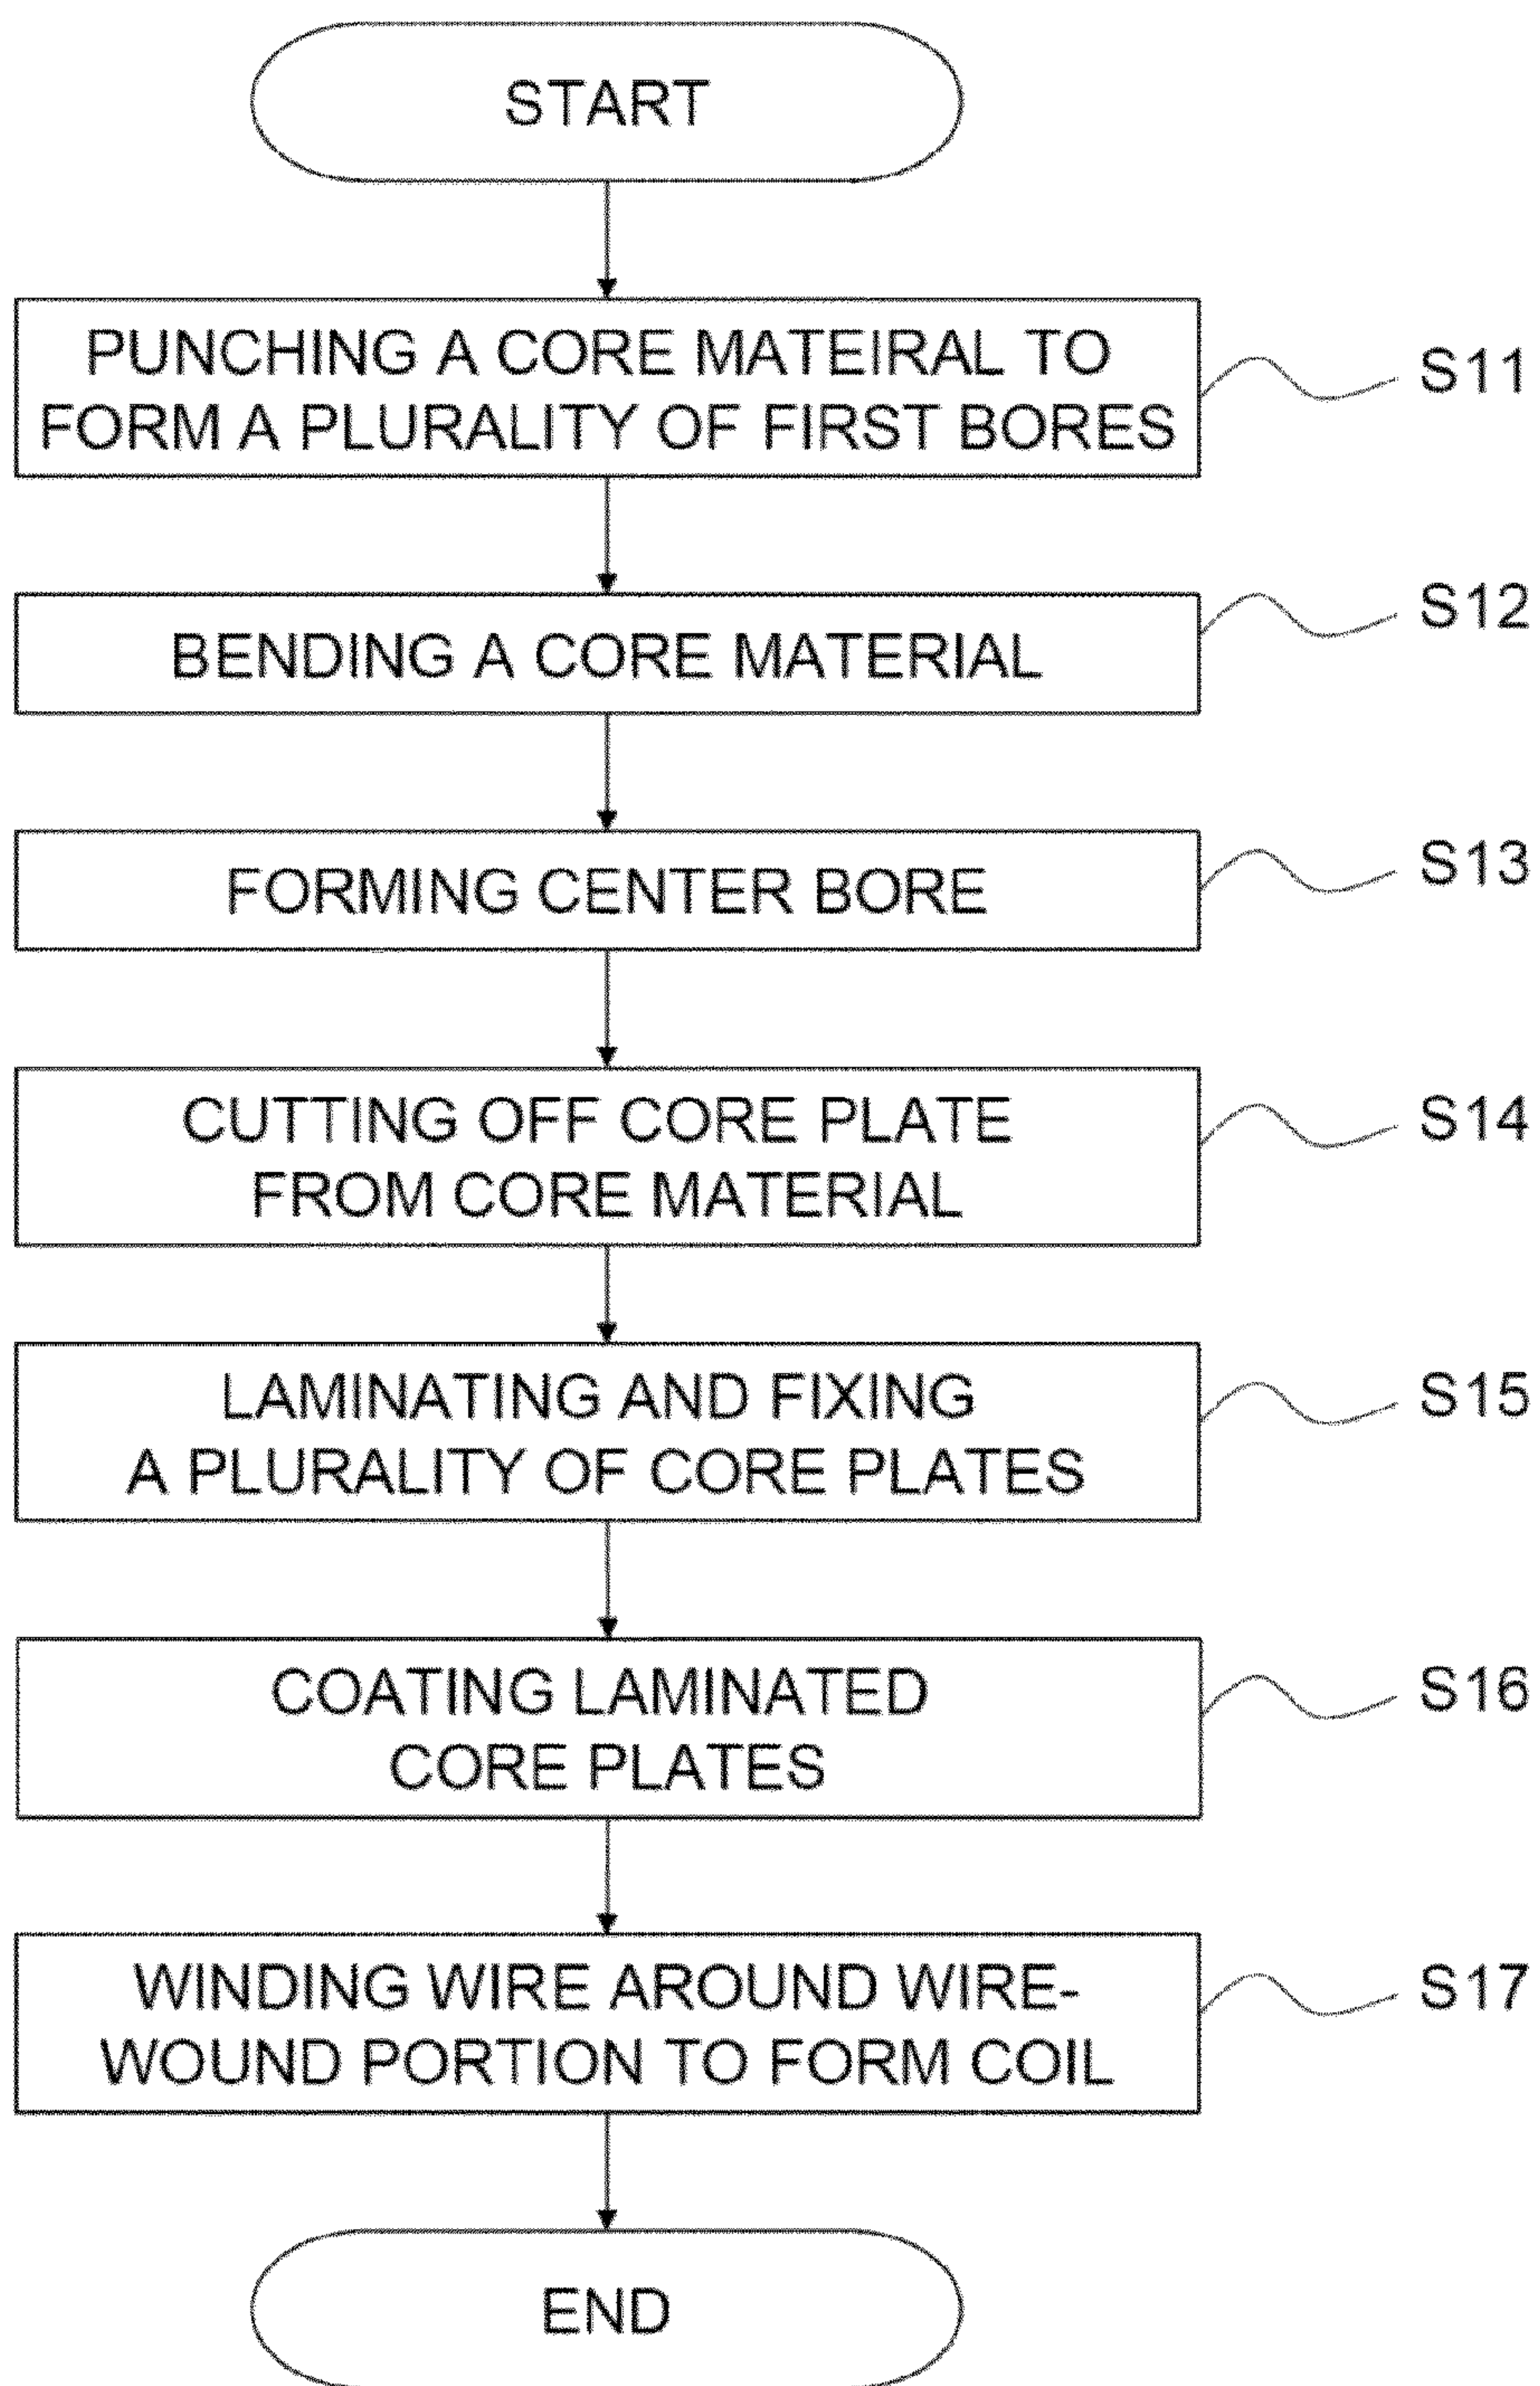 START
PUNCHING A CORE MATEIRAL TO
FORM A PLURALITY OF FIRST BORES
S11
BENDING A CORE MATERIAL
S12
FORMING CENTER BORE
S13
CUTTING OFF CORE PLATE
FROM CORE MATERIAL
S14
LAMINATING AND FIXING
A PLURALITY OF CORE PLATES
S15
COATING LAMINATED
CORE PLATES
S16
WINDING WIRE AROUND WIRE-
WOUND PORTION TO FORM COIL
S17
END